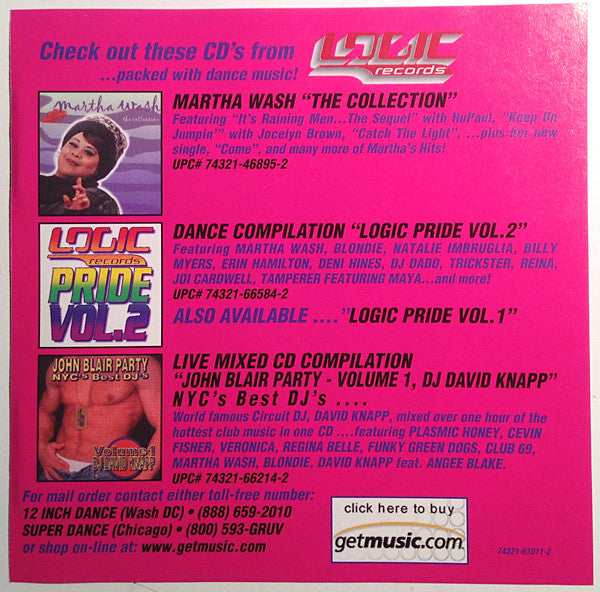 Check out these CD's from
LOGIC
records
...packed with dance music!
Martha Wash
the collection
MARTHA WASH "THE COLLECTION"
Featuring "It's Raining Men...The Sequel" with RuPaul, "Keep On
Jumpin'" with Jocelyn Brown, "Catch The Light", ...plus her new
single, "Come", and many more of Martha's Hits!
UPC# 74321-46895-2
LOGIC
records
PRIDE
VOL.2
DANCE COMPILATION "LOGIC PRIDE VOL.2"
Featuring MARTHA WASH, BLONDIE, NATALIE IMBRUGLIA, BILLY
MYERS, ERIN HAMILTON, DENI HINES, DJ DADO, TRICKSTER, REINA,
JOI CARDWELL, TAMPERER FEATURING MAYA...and more!
UPC# 74321-66584-2
ALSO AVAILABLE ...."LOGIC PRIDE VOL.1"
JOHN BLAIR PARTY
NYC's Best DJ's
Volume 1
DJ DAVID KNAPP
LIVE MIXED CD COMPILATION
"JOHN BLAIR PARTY - VOLUME 1, DJ DAVID KNAPP"
NYC's Best DJ's ....
World famous Circuit DJ, DAVID KNAPP, mixed over one hour of the
hottest club music in one CD ....featuring PLASMIC HONEY, CEVIN
FISHER, VERONICA, REGINA BELLE, FUNKY GREEN DOGS, CLUB 69,
MARTHA WASH, BLONDIE, DAVID KNAPP feat. ANGEE BLAKE.
UPC# 74321-66214-2
For mail order contact either toll-free number:
12 INCH DANCE (Wash DC) • (888) 659-2010
SUPER DANCE (Chicago) • (800) 593-GRUV
or shop on-line at: www.getmusic.com
click here to buy
getmusic.com
74321-67011-2